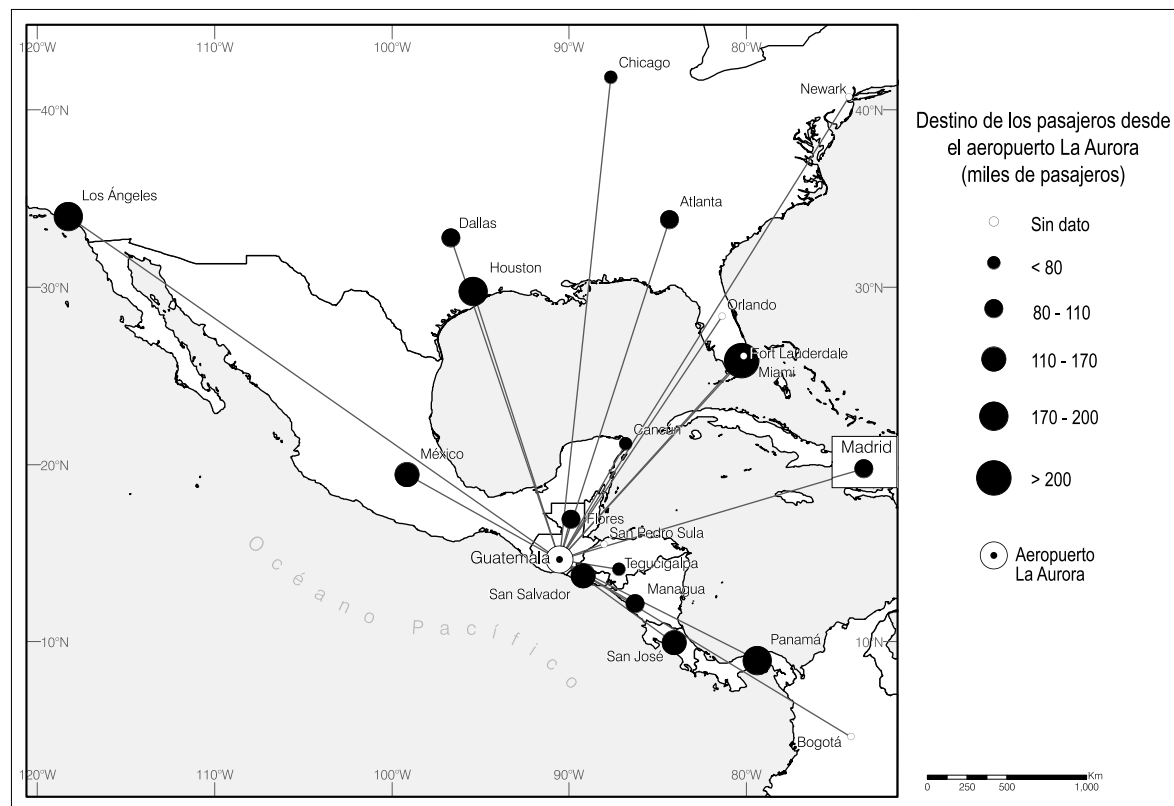 120°W
110°W
100°W
90°W
80°W
Chicago
Newark
40°N
40°N
Los Ángeles
Dallas
Atlanta
Houston
30°N
30°N
Orlando
Fort Lauderdale
Miami
Cancún
México
Madrid
20°N
Flores
San Pedro Sula
Guatemala
Tegucigalpa
San Salvador
Managua
Océano Pacífico
San José
Panamá
10°N
10°N
Bogotá
120°W
110°W
100°W
90°W
80°W
Destino de los pasajeros desde
el aeropuerto La Aurora
(miles de pasajeros)
Sin dato
< 80
80 - 110
110 - 170
170 - 200
> 200
Aeropuerto
La Aurora
Km
0
250
500
1,000